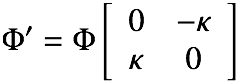 Φ′ = Φ [ 0 −κ
κ 0 ]